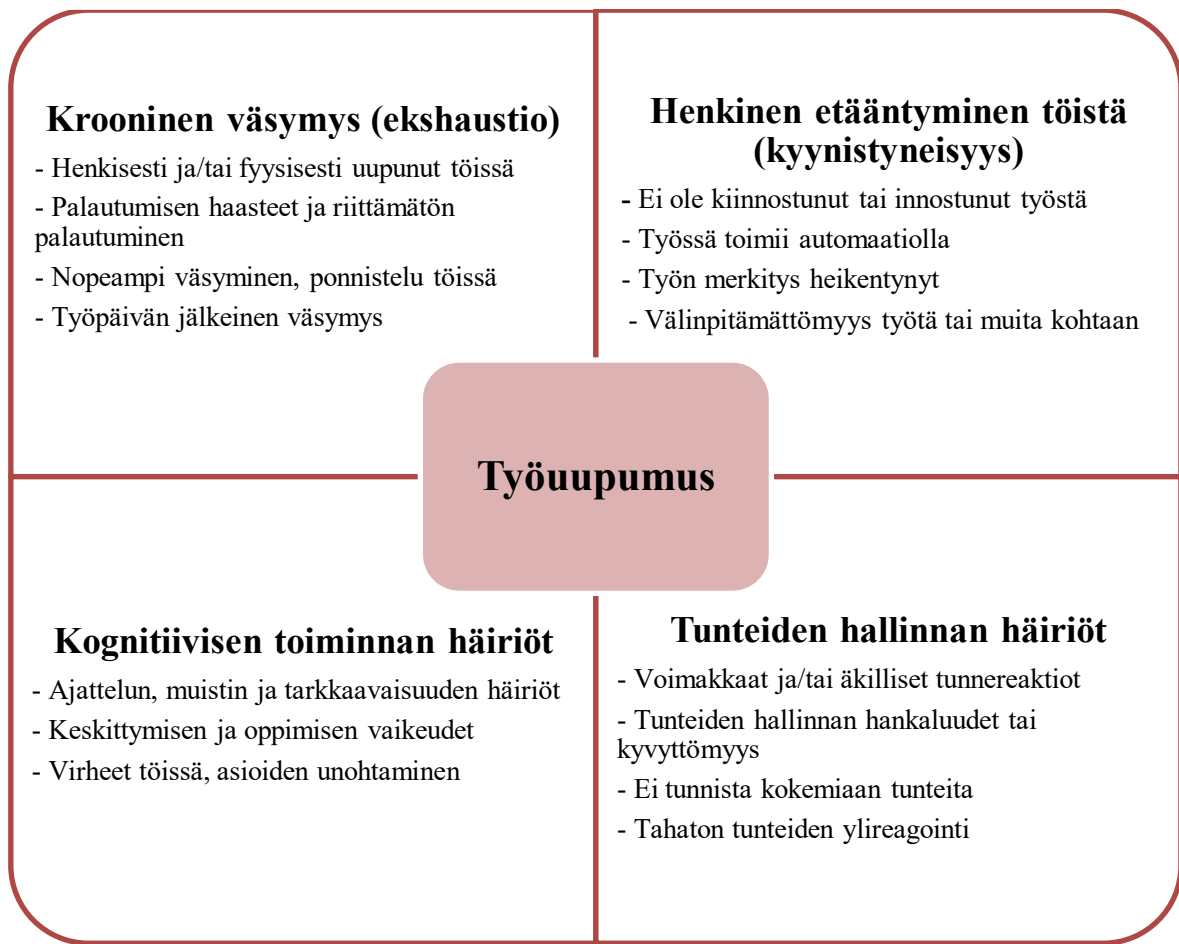 Krooninen väsymys (ekshaustio)
- Henkisesti ja/tai fyysisesti uupunut töissä
- Palautumisen haasteet ja riittämätön
palautuminen
- Nopeampi väsyminen, ponnistelu töissä
- Työpäivän jälkeinen väsymys
Henkinen etääntyminen töistä
(kyynistyneisyys)
- Ei ole kiinnostunut tai innostunut työstä
- Työssä toimii automaatiolla
- Työn merkitys heikentynyt
- Välinpitämättömyys työtä tai muita kohtaan
Työuupumus
Kognitiivisen toiminnan häiriöt
- Ajattelun, muistin ja tarkkaavaisuuden häiriöt
- Keskittymisen ja oppimisen vaikeudet
- Virheet töissä, asioiden unohtaminen
Tunteiden hallinnan häiriöt
- Voimakkaat ja/tai äkilliset tunnereaktiot
- Tunteiden hallinnan hankaluudet tai
kyvyttömyys
- Ei tunnista kokemiaan tunteita
- Tahaton tunteiden ylireagointi